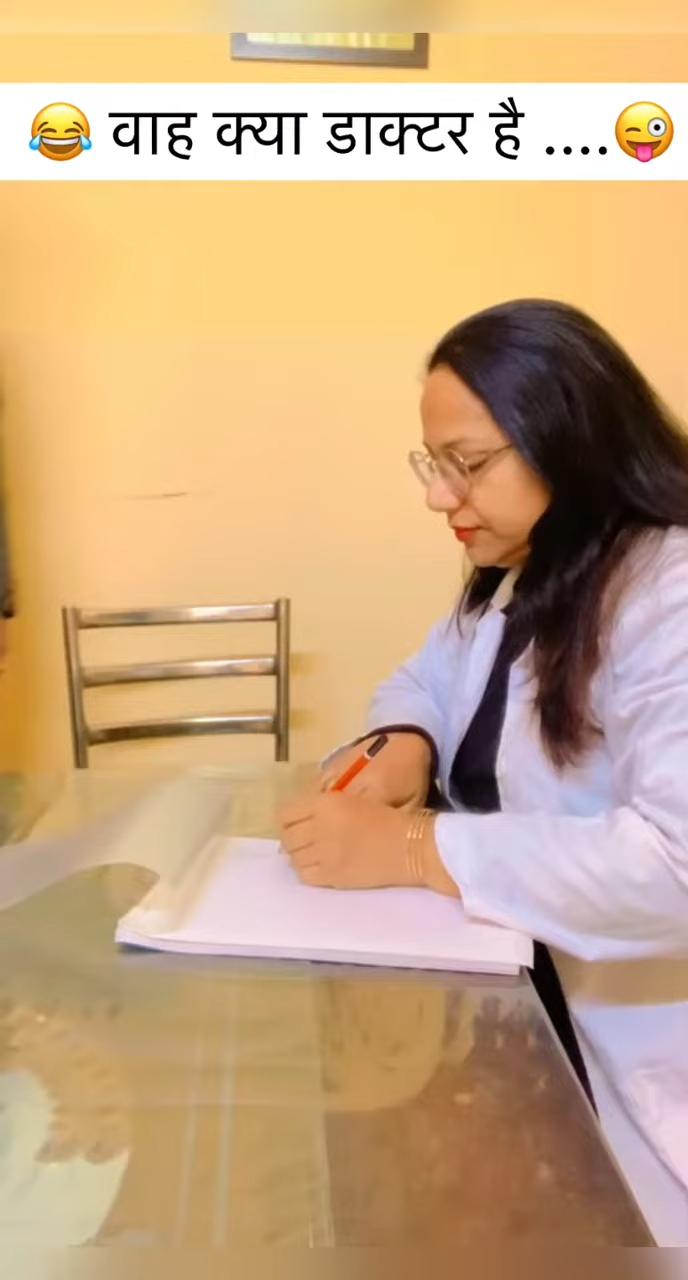 😂 वाह क्या डाक्टर है ....😜